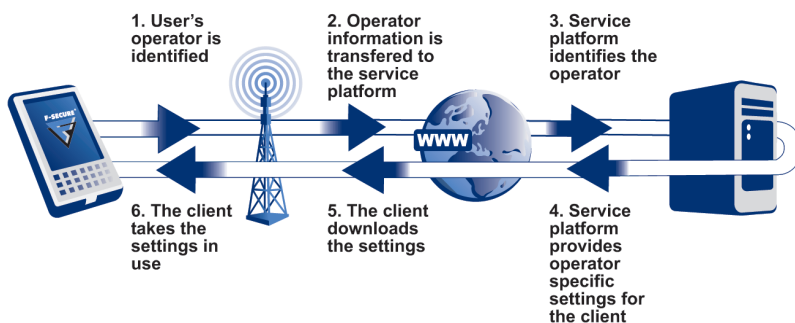 1. User's
operator is
identified
2. Operator
information is
transfered to
the service
platform
3. Service
platform
identifies the
operator
F-SECURE®
WWW
6. The client
takes the
settings in
use
5. The client
downloads
the settings
4. Service
platform
provides
operator
specific
settings for
the client